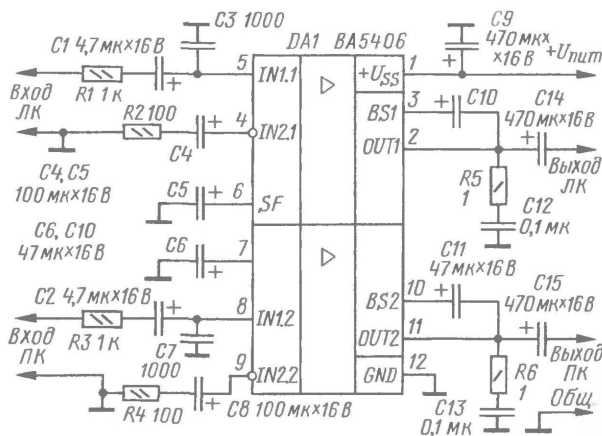 C3 1000
DA1 BA5406
C9
470 мк×
×16 В
+Uпит
C1 4,7 мк×16 В
5
IN1.1
1
+USS
Вход
ЛК
R1 1 к
3
BS1
C10
C14
470 мк×16 В
R2 100
4
IN2.1
C4
2
OUT1
Выход
ЛК
C4, C5
100 мк×16 В
C5
6
SF
R5
1
C12
0,1 мк
C6, C10
47 мк×16 В
C6
7
C11
47 мк×16 В
C2 4,7 мк×16 В
10
BS2
C15
470 мк×16 В
8
IN1.2
Вход
ПК
R3 1 к
C7
1000
11
OUT2
Выход
ПК
9
IN2.2
12
GND
R6
1
R4 100
C8 100 мк×16 В
C13
0,1 мк
Общ.